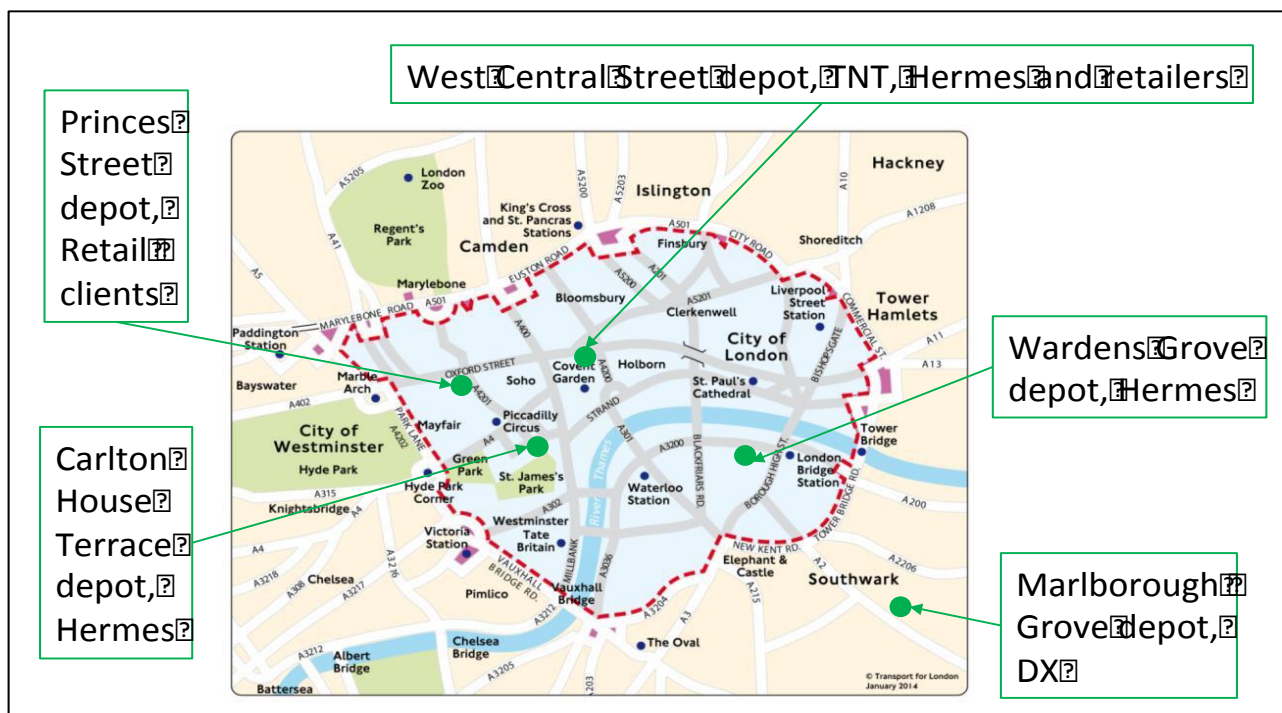 West Central Street depot, TNT, Hermes and retailers
Princes
Street
depot,
Retail
clients
Wardens Grove
depot, Hermes
Carlton
House
Terrace
depot,
Hermes
Marlborough
Grove depot,
DX
Hackney
A10
A1208
A5205
London
Zoo
A5200
A5203
Islington
King's Cross
and St. Pancras
Stations
A501
CITY ROAD
Shoreditch
A41
Regent's
Park
Camden
Finsbury
EUSTON ROAD
A5
Marylebone
A5200
A201
Liverpool
Street
Station
COMMERCIAL ST.
Tower
Hamlets
MARYLEBONE ROAD
A501
Bloomsbury
A5201
Clerkenwell
A11
A13
Paddington
Station
A400
City of
London
BISHOPSGATE
OXFORD STREET
Covent
Garden
A4200
Holborn
Bayswater
Marble
Arch
Soho
St. Paul's
Cathedral
A402
A4201
STRAND
PARK LANE
A4202
Mayfair
Piccadilly
Circus
City of
Westminster
A4
A301
A3200
BLACKFRIARS RD.
BOROUGH HIGH ST.
Tower
Bridge
Hyde Park
Green
Park
River Thames
London
Bridge
Station
St. James's
Park
Waterloo
Station
A315
Hyde Park
Corner
Knightsbridge
A4
A302
A200
TOWER BRIDGE RD.
Victoria
Station
Westminster
Tate
Britain
A4
A3218
A308
Chelsea
A3217
A3216
VAUXHALL
BRIDGE RD.
MILLBANK
A3036
NEW KENT RD.
Elephant &
Castle
A2
A2206
Southwark
Pimlico
Vauxhall
Bridge
A3204
A215
A3212
A3
The Oval
A3212
Albert
Bridge
Chelsea
Bridge
A3205
A203
Battersea
© Transport for London
January 2014